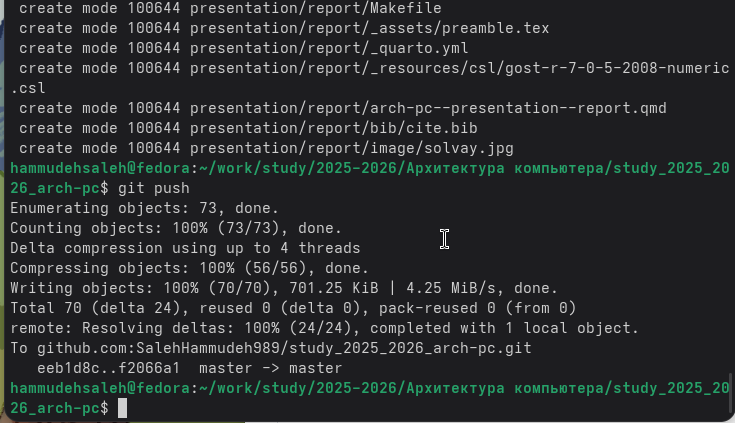 create mode 100644 presentation/report/Makefile
create mode 100644 presentation/report/_assets/preamble.tex
create mode 100644 presentation/report/_quarto.yml
create mode 100644 presentation/report/_resources/csl/gost-r-7-0-5-2008-numeric
.csl
create mode 100644 presentation/report/arch-pc--presentation--report.qmd
create mode 100644 presentation/report/bib/cite.bib
create mode 100644 presentation/report/image/solvay.jpg
hammudehsaleh@fedora:~/work/study/2025-2026/Архитектура компьютера/study_2025_20
26_arch-pc$ git push
Enumerating objects: 73, done.
Counting objects: 100% (73/73), done.
Delta compression using up to 4 threads
Compressing objects: 100% (56/56), done.
Writing objects: 100% (70/70), 701.25 KiB | 4.25 MiB/s, done.
Total 70 (delta 24), reused 0 (delta 0), pack-reused 0 (from 0)
remote: Resolving deltas: 100% (24/24), completed with 1 local object.
To github.com:SalehHammudeh989/study_2025_2026_arch-pc.git
   eeb1d8c..f2066a1  master -> master
hammudehsaleh@fedora:~/work/study/2025-2026/Архитектура компьютера/study_2025_20
26_arch-pc$